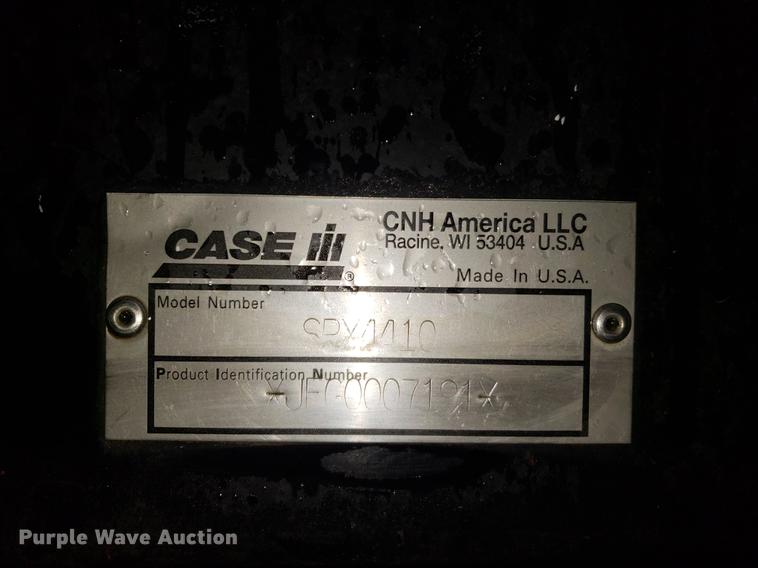 CASE IH ®
CNH America LLC
Racine, WI 53404 U.S.A
Made In U.S.A.
Model Number
SPX4410
Product Identification Number
*JFG0007191*
Purple Wave Auction